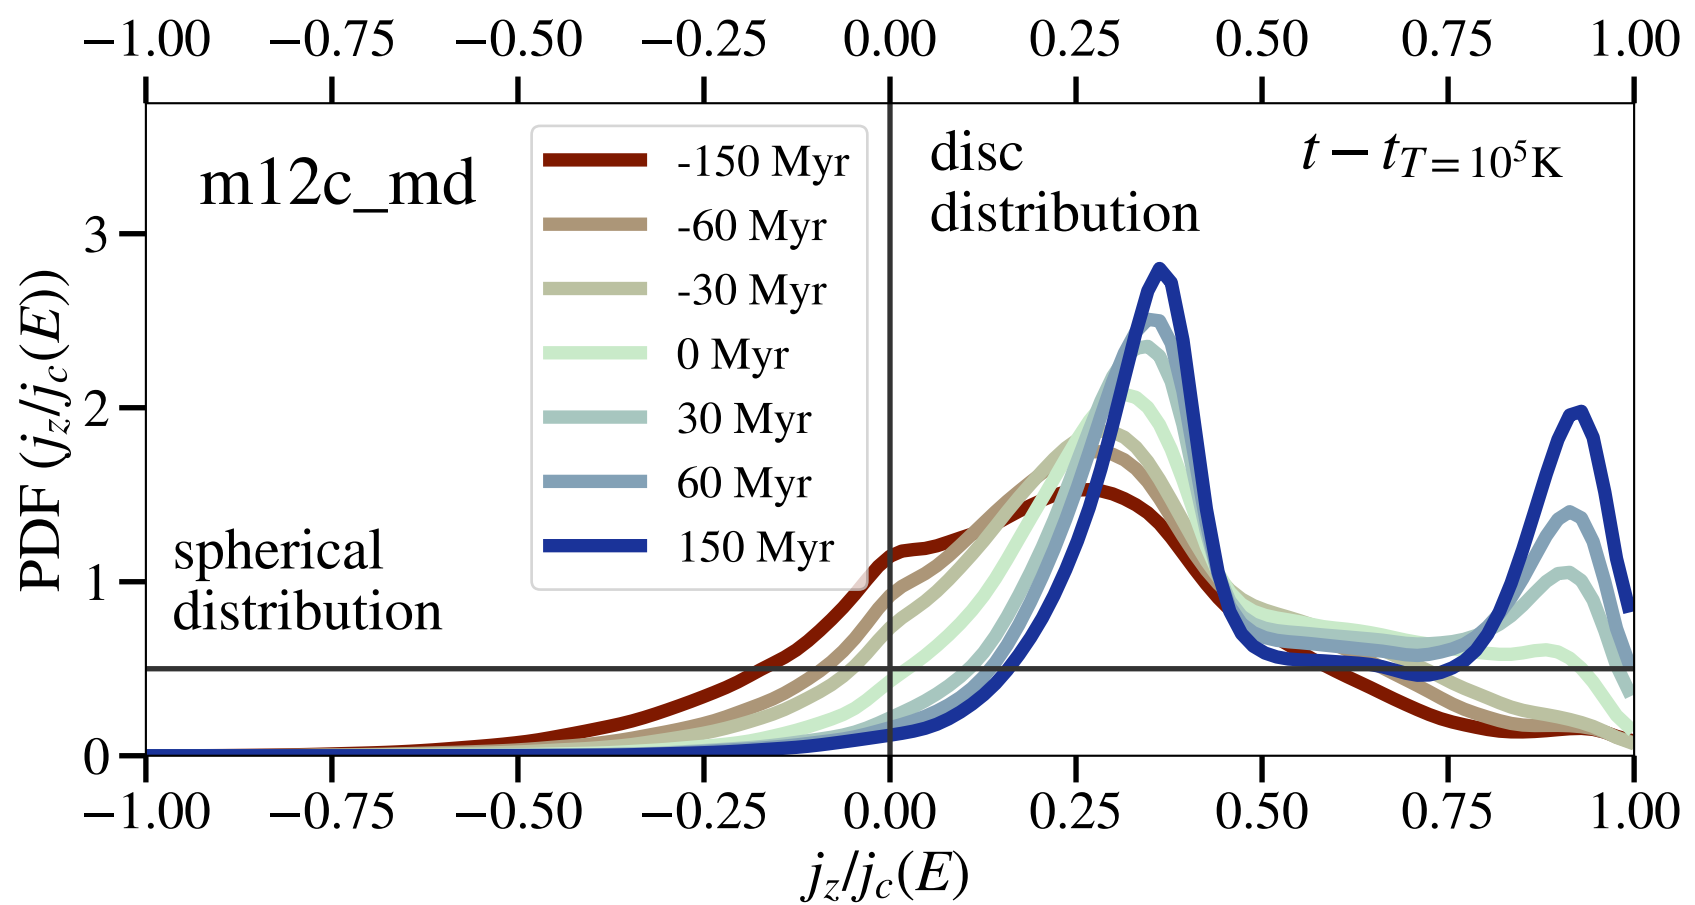 −1.00 −0.75 −0.50 −0.25 0.00 0.25 0.50 0.75 1.00
m12c_md
-150 Myr
-60 Myr
-30 Myr
0 Myr
30 Myr
60 Myr
150 Myr
disc
distribution
t − t_{T=10^5K}
spherical
distribution
PDF (j_z/j_c(E))
3
2
1
0
−1.00 −0.75 −0.50 −0.25 0.00 0.25 0.50 0.75 1.00
j_z/j_c(E)